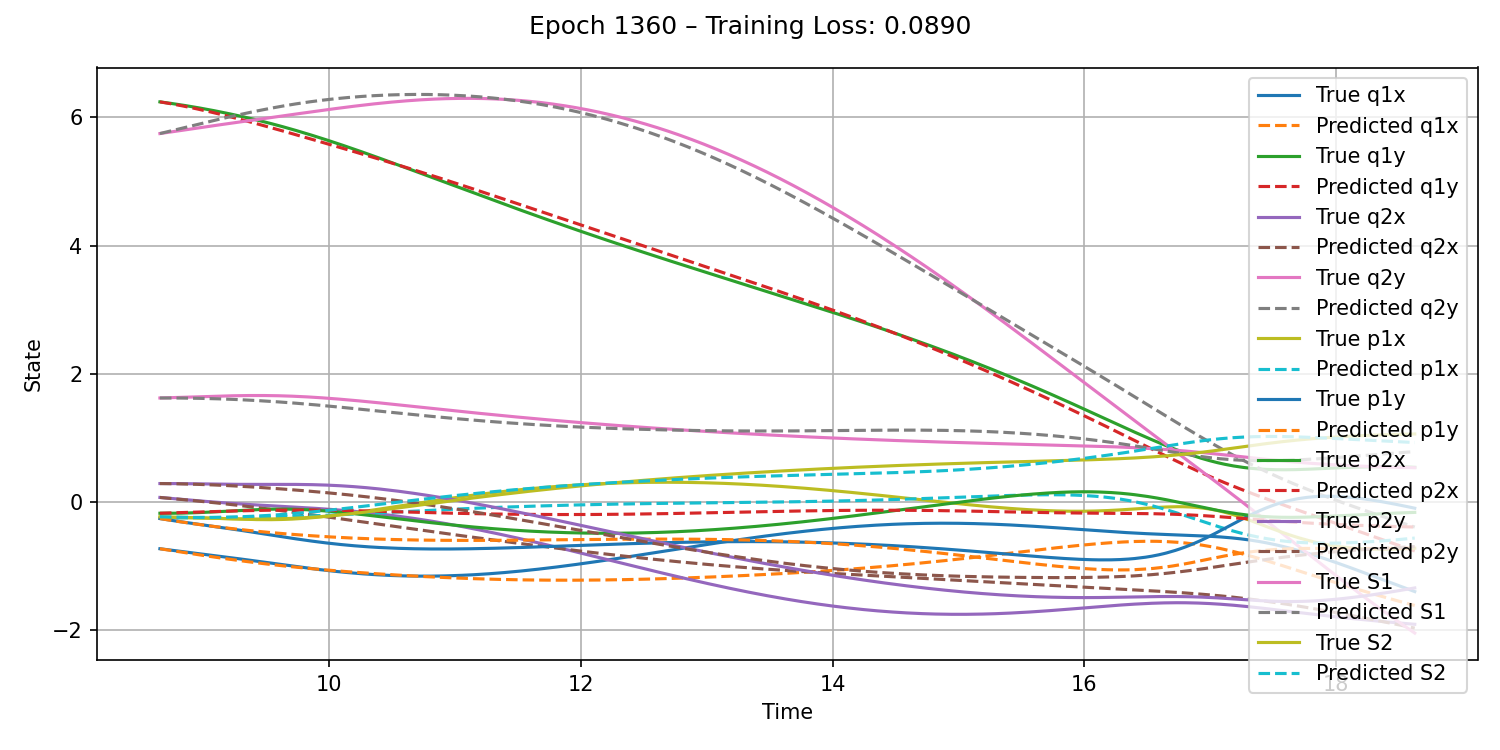 Epoch 1360 – Training Loss: 0.0890
State
6
4
2
0
−2
10
12
14
16
18
Time
True q1x
Predicted q1x
True q1y
Predicted q1y
True q2x
Predicted q2x
True q2y
Predicted q2y
True p1x
Predicted p1x
True p1y
Predicted p1y
True p2x
Predicted p2x
True p2y
Predicted p2y
True S1
Predicted S1
True S2
Predicted S2